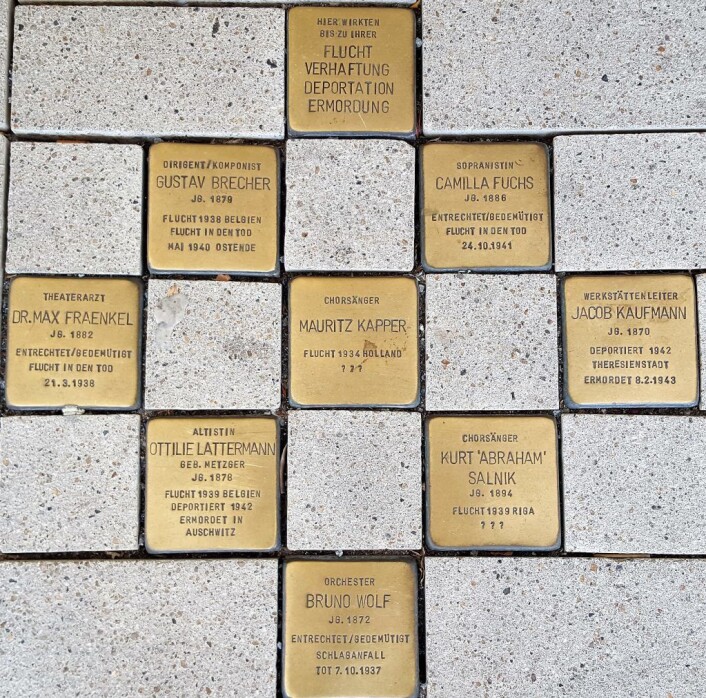 HIER WIRKTEN
BIS ZU IHRER
FLUCHT
VERHAFTUNG
DEPORTATION
ERMORDUNG
DIRIGENT/KOMPONIST
GUSTAV BRECHER
JG. 1879
FLUCHT 1938 BELGIEN
FLUCHT IN DEN TOD
MAI 1940 OSTENDE
SOPRANISTIN
CAMILLA FUCHS
JG. 1886
ENTRECHTET/GEDEMÜTIGT
FLUCHT IN DEN TOD
24.10.1941
THEATERARZT
DR. MAX FRAENKEL
JG. 1882
ENTRECHTET/GEDEMÜTIGT
FLUCHT IN DEN TOD
21.3.1938
CHORSÄNGER
MAURITZ KAPPER
FLUCHT 1934 HOLLAND
???
WERKSTÄTTENLEITER
JACOB KAUFMANN
JG. 1870
DEPORTIERT 1942
THERESIENSTADT
ERMORDET 8.2.1943
ALTISTIN
OTTILIE LATTERMANN
GEB. METZGER
JG. 1878
FLUCHT 1939 BELGIEN
DEPORTIERT 1942
ERMORDET IN
AUSCHWITZ
CHORSÄNGER
KURT 'ABRAHAM'
SALNIK
JG. 1894
FLUCHT 1939 RIGA
???
ORCHESTER
BRUNO WOLF
JG. 1872
ENTRECHTET/GEDEMÜTIGT
SCHLAGANFALL
TOT 7.10.1937